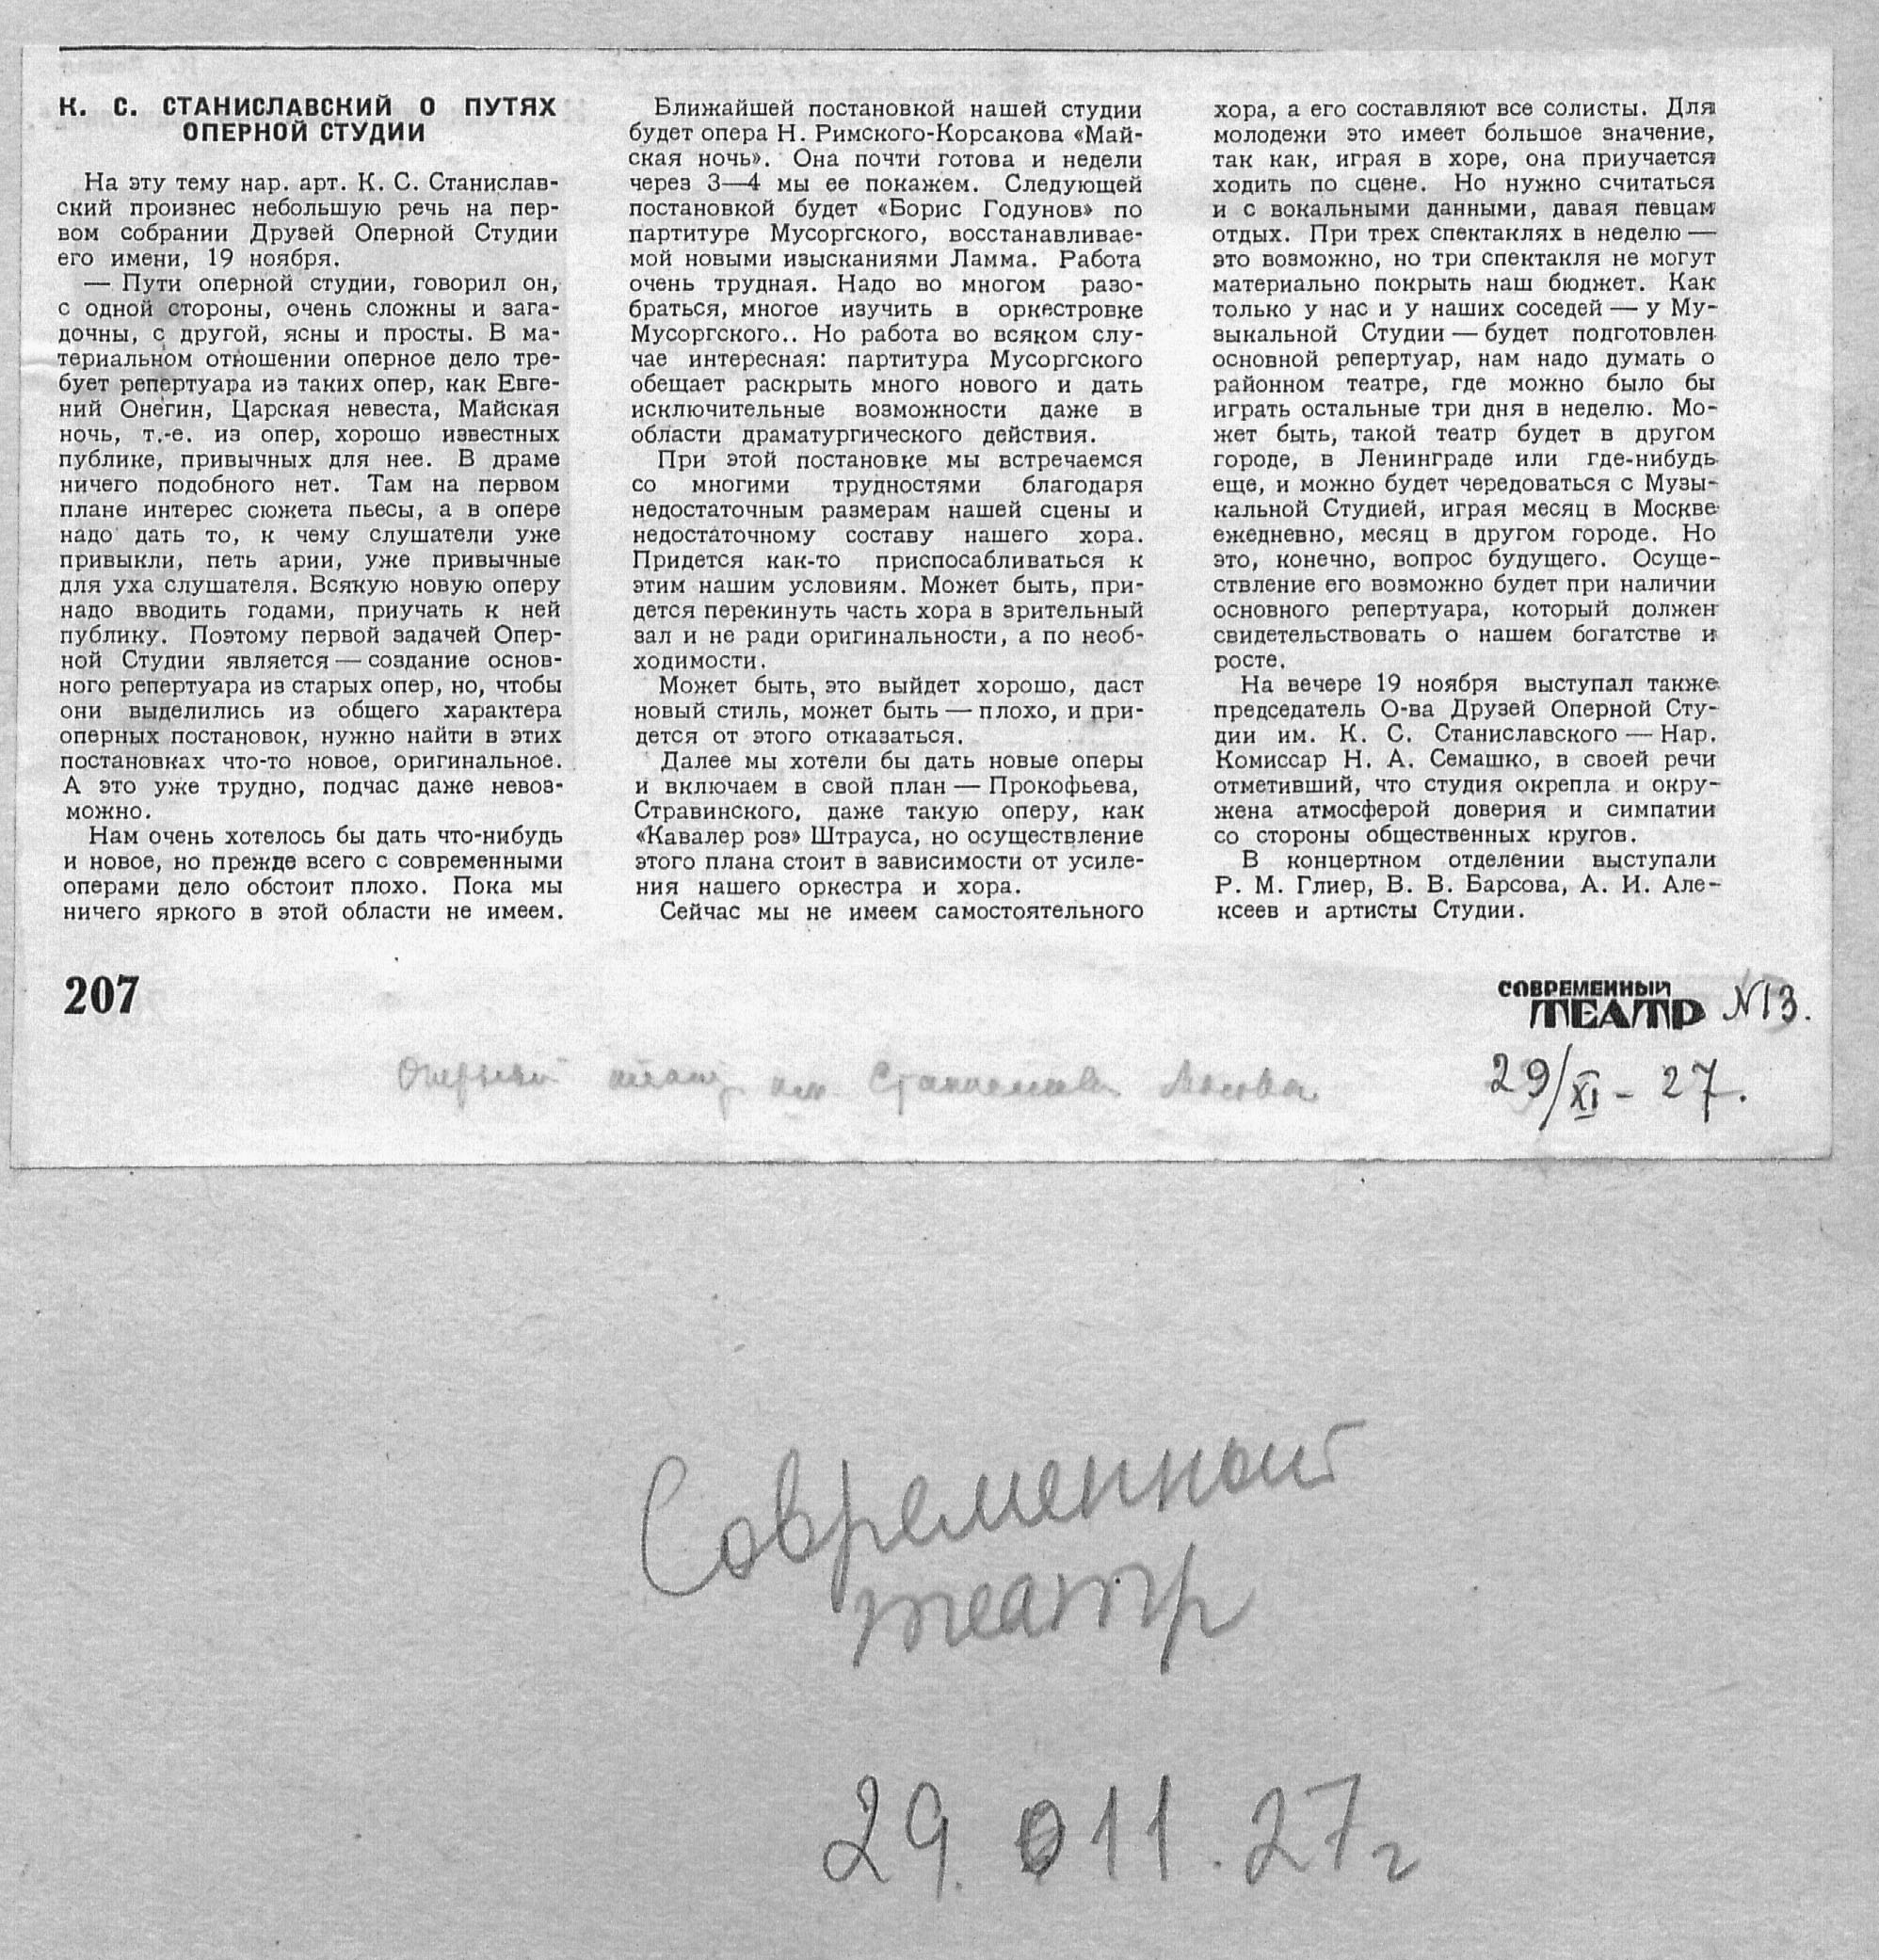 К. С. СТАНИСЛАВСКИЙ О ПУТЯХ
ОПЕРНОЙ СТУДИИ
На эту тему нар. арт. К. С. Станислав-
ский произнес небольшую речь на пер-
вом собрании Друзей Оперной Студии
его имени, 19 ноября.
— Пути оперной студии, говорил он,
с одной стороны, очень сложны и зага-
дочны, с другой, ясны и просты. В ма-
териальном отношении оперное дело тре-
бует репертуара из таких опер, как Евге-
ний Онегин, Царская невеста, Майская
ночь, т.-е. из опер, хорошо известных
публике, привычных для нее. В драме
ничего подобного нет. Там на первом
плане интерес сюжета пьесы, а в опере
надо дать то, к чему слушатели уже
привыкли, петь арии, уже привычные
для уха слушателя. Всякую новую оперу
надо вводить годами, приучать к ней
публику. Поэтому первой задачей Опер-
ной Студии является — создание основ-
ного репертуара из старых опер, но, чтобы
они выделились из общего характера
оперных постановок, нужно найти в этих
постановках что-то новое, оригинальное.
А это уже трудно, подчас даже невоз-
можно.
Нам очень хотелось бы дать что-нибудь
и новое, но прежде всего с современными
операми дело обстоит плохо. Пока мы
ничего яркого в этой области не имеем.
Ближайшей постановкой нашей студии
будет опера Н. Римского-Корсакова «Май-
ская ночь». Она почти готова и недели
через 3—4 мы ее покажем. Следующей
постановкой будет «Борис Годунов» по
партитуре Мусоргского, восстанавливае-
мой новыми изысканиями Ламма. Работа
очень трудная. Надо во многом разо-
браться, многое изучить в оркестровке
Мусоргского.. Но работа во всяком слу-
чае интересная: партитура Мусоргского
обещает раскрыть много нового и дать
исключительные возможности даже в
области драматургического действия.
При этой постановке мы встречаемся
со многими трудностями благодаря
недостаточным размерам нашей сцены и
недостаточному составу нашего хора.
Придется как-то приспосабливаться к
этим нашим условиям. Может быть, при-
дется перекинуть часть хора в зрительный
зал и не ради оригинальности, а по необ-
ходимости.
Может быть, это выйдет хорошо, даст
новый стиль, может быть — плохо, и при-
дется от этого отказаться.
Далее мы хотели бы дать новые оперы
и включаем в свой план — Прокофьева,
Стравинского, даже такую оперу, как
«Кавалер роз» Штрауса, но осуществление
этого плана стоит в зависимости от усиле-
ния нашего оркестра и хора.
Сейчас мы не имеем самостоятельного
хора, а его составляют все солисты. Для
молодежи это имеет большое значение,
так как, играя в хоре, она приучается
ходить по сцене. Но нужно считаться
и с вокальными данными, давая певцам
отдых. При трех спектаклях в неделю —
это возможно, но три спектакля не могут
материально покрыть наш бюджет. Как
только у нас и у наших соседей — у Му-
зыкальной Студии — будет подготовлен
основной репертуар, нам надо думать о
районном театре, где можно было бы
играть остальные три дня в неделю. Мо-
жет быть, такой театр будет в другом
городе, в Ленинграде или где-нибудь
еще, и можно будет чередоваться с Музы-
кальной Студией, играя месяц в Москве
ежедневно, месяц в другом городе. Но
это, конечно, вопрос будущего. Осуще-
ствление его возможно будет при наличии
основного репертуара, который должен
свидетельствовать о нашем богатстве и
росте.
На вечере 19 ноября выступал также
председатель О-ва Друзей Оперной Сту-
дии им. К. С. Станиславского — Нар.
Комиссар Н. А. Семашко, в своей речи
отметивший, что студия окрепла и окру-
жена атмосферой доверия и симпатии
со стороны общественных кругов.
В концертном отделении выступали
Р. М. Глиер, В. В. Барсова, А. И. Але-
ксеев и артисты Студии.
207
СОВРЕМЕННЫЙ
ТЕАТР N13.
Оперный театр им. Станиславск Москва
29/XI - 27.
Современный
театр
29. 011.27г